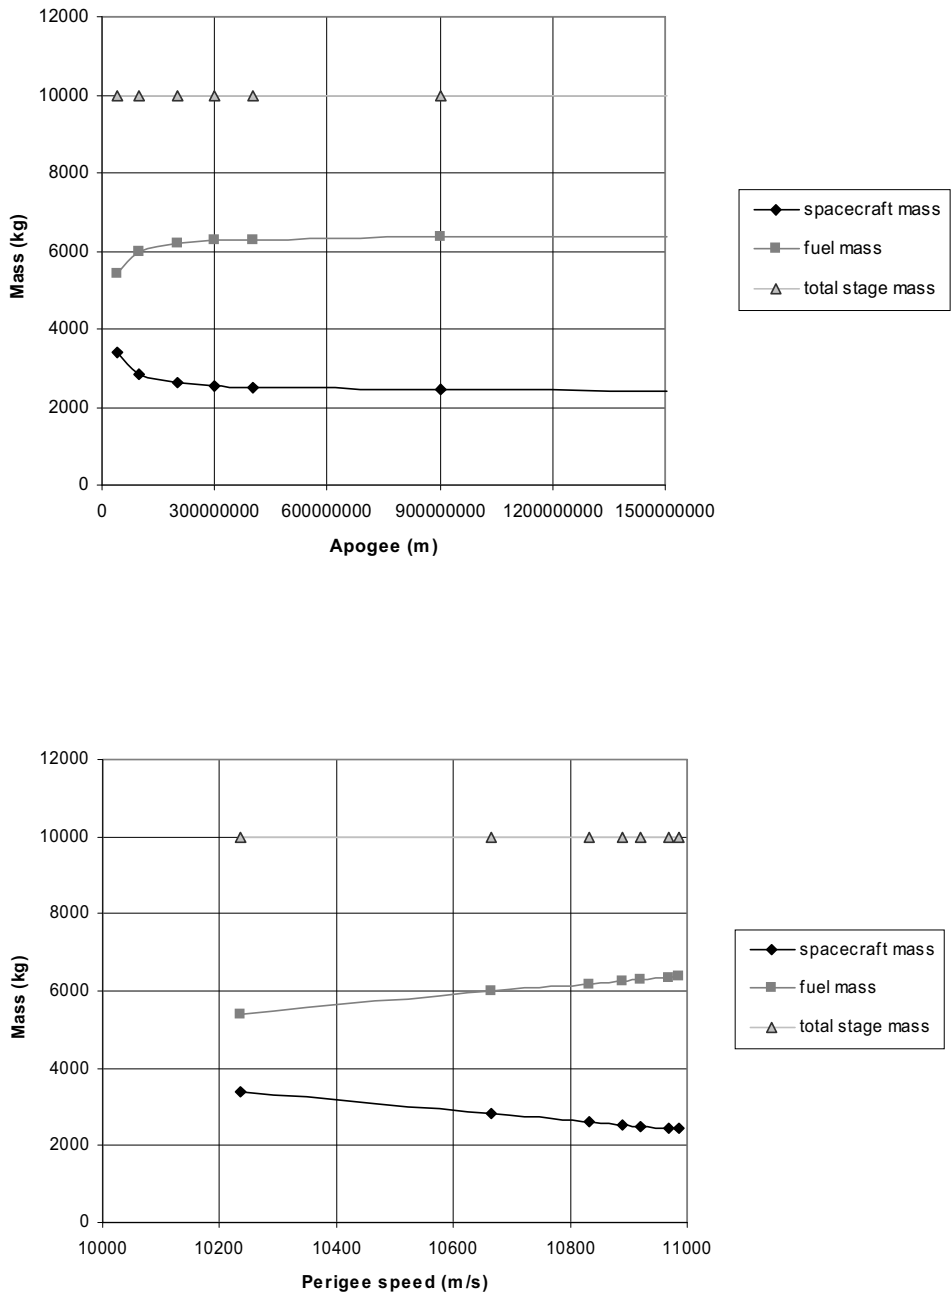 12000
10000
8000
6000
4000
2000
0
Mass (kg)
0 300000000 600000000 900000000 1200000000 1500000000
Apogee (m)
spacecraft mass
fuel mass
total stage mass
12000
10000
8000
6000
4000
2000
0
Mass (kg)
10000 10200 10400 10600 10800 11000
Perigee speed (m/s)
spacecraft mass
fuel mass
total stage mass